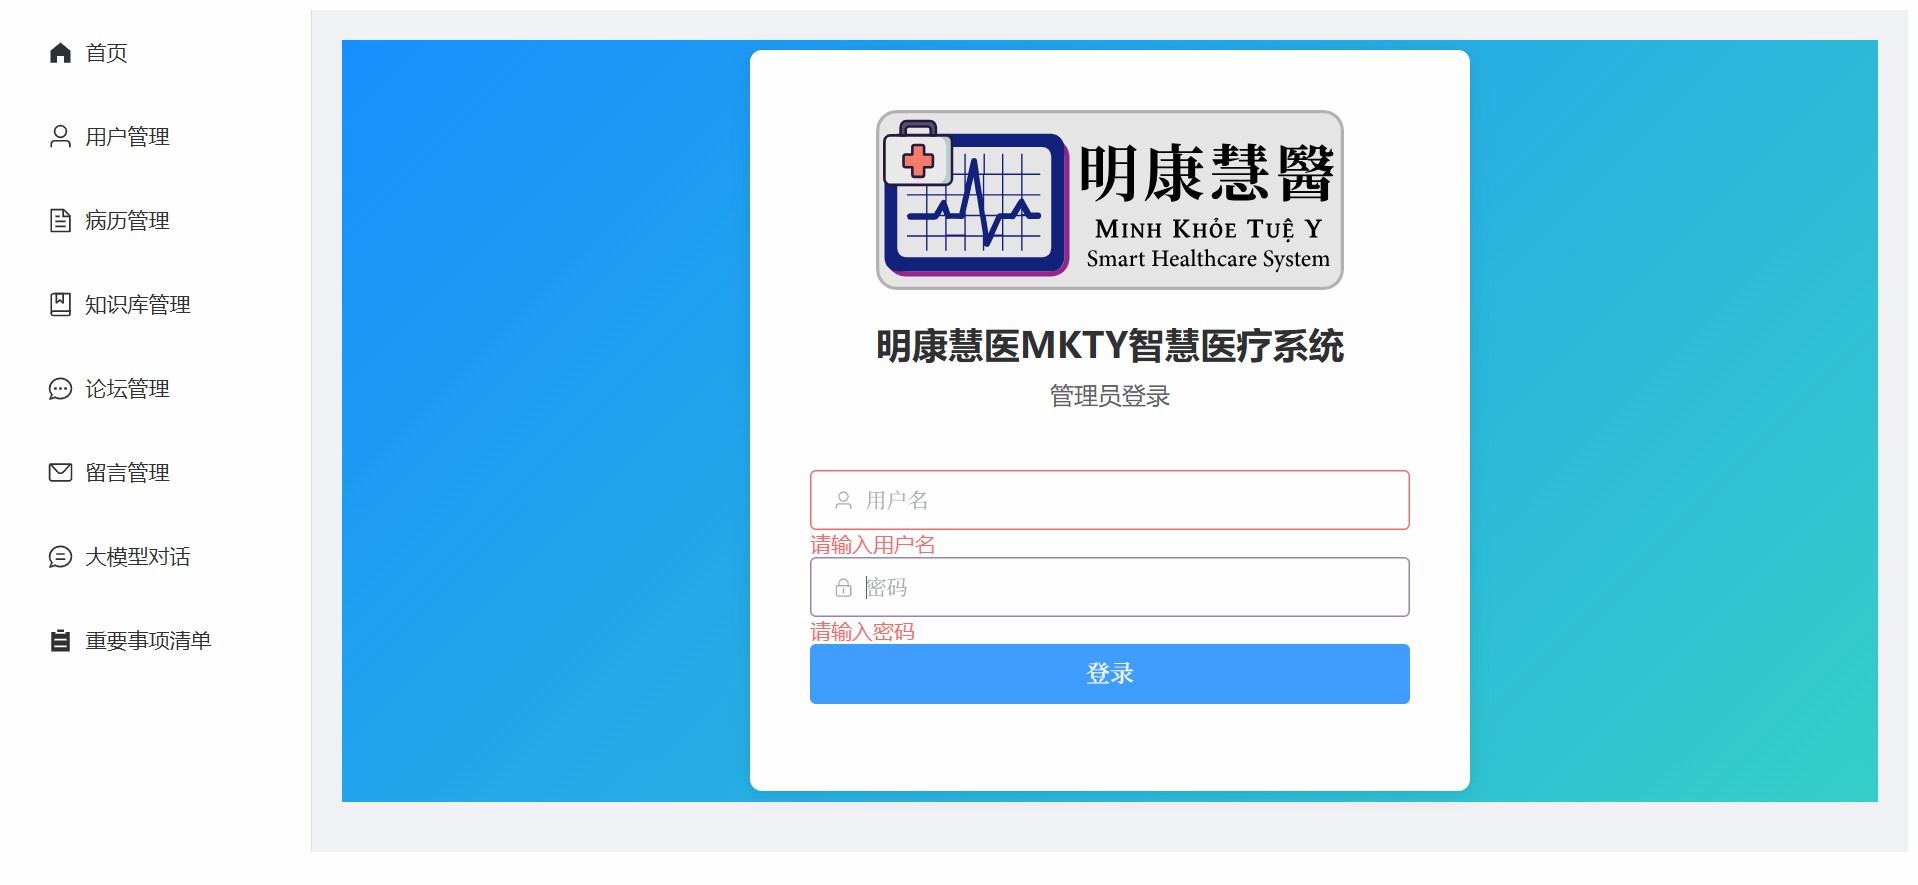 首页
用户管理
病历管理
知识库管理
论坛管理
留言管理
大模型对话
重要事项清单
明康慧醫
MINH KHỎE TUỆ Y
Smart Healthcare System
明康慧医MKTY智慧医疗系统
管理员登录
用户名
请输入用户名
密码
请输入密码
登录